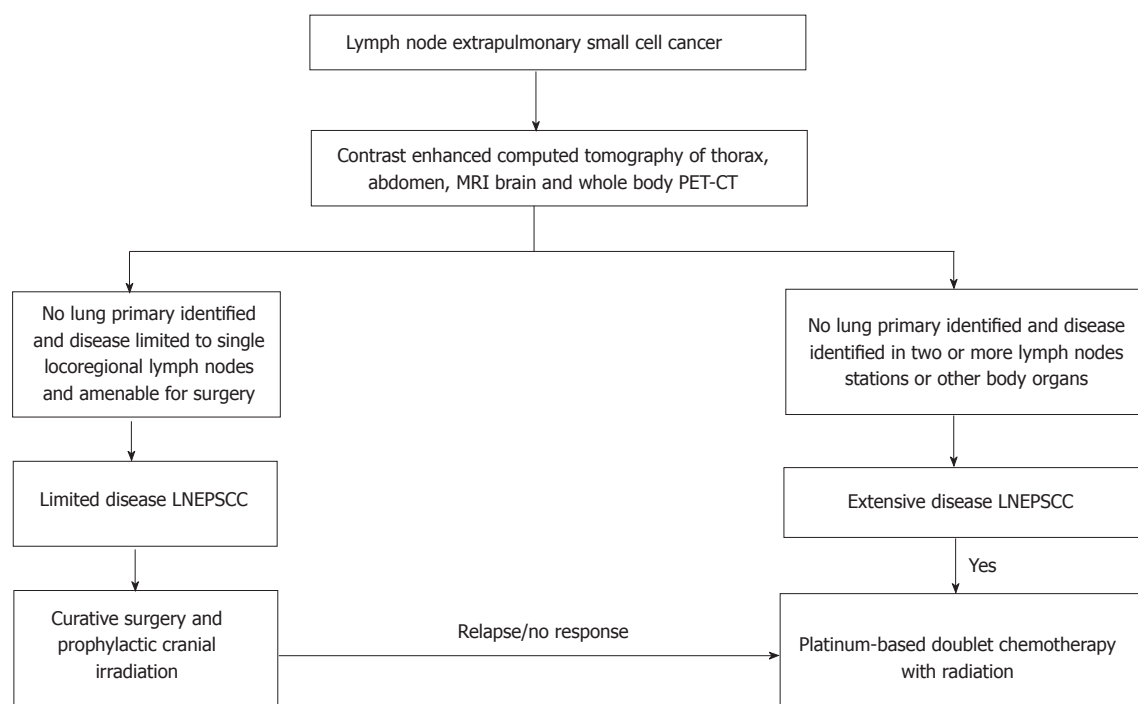 Lymph node extrapulmonary small cell cancer
Contrast enhanced computed tomography of thorax,
abdomen, MRI brain and whole body PET-CT
No lung primary identified
and disease limited to single
locoregional lymph nodes
and amenable for surgery
No lung primary identified and disease
identified in two or more lymph nodes
stations or other body organs
Limited disease LNEPSCC
Extensive disease LNEPSCC
Yes
Curative surgery and
prophylactic cranial
irradiation
Relapse/no response
Platinum-based doublet chemotherapy
with radiation